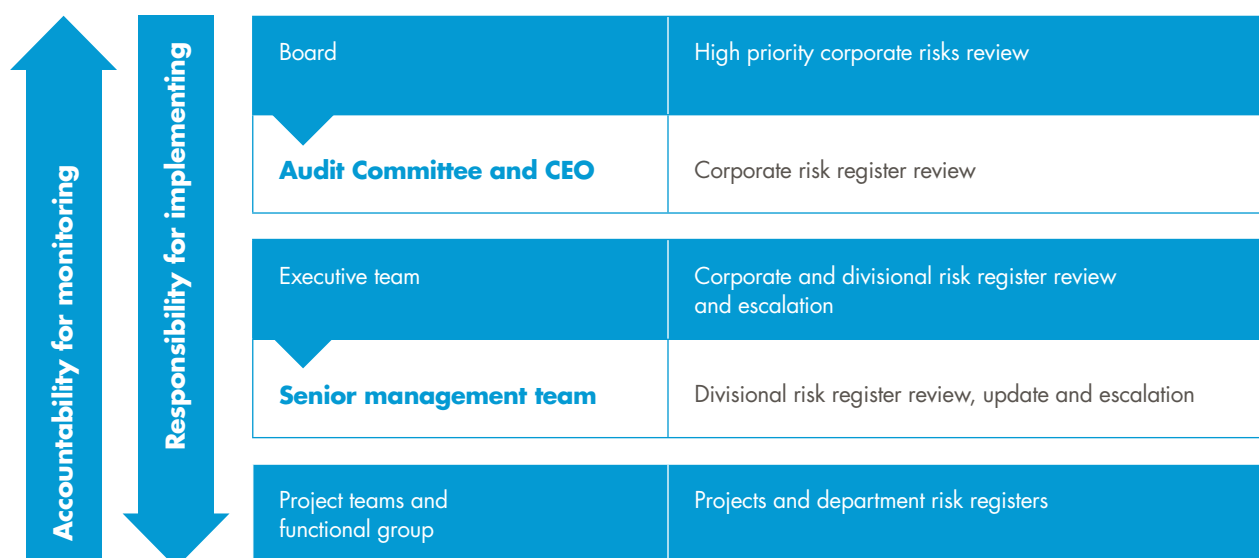 Accountability for monitoring
Responsibility for implementing
Board
High priority corporate risks review
Audit Committee and CEO
Corporate risk register review
Executive team
Corporate and divisional risk register review
and escalation
Senior management team
Divisional risk register review, update and escalation
Project teams and
functional group
Projects and department risk registers